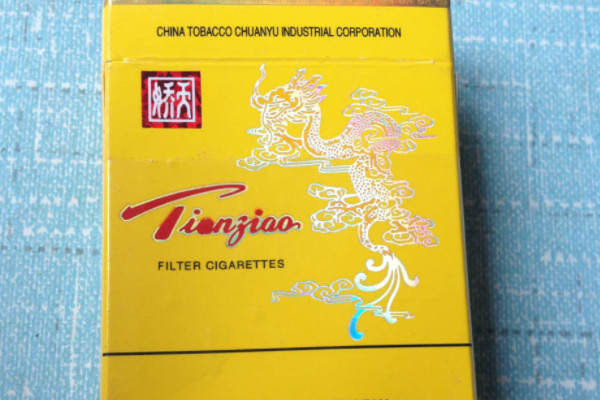 CHINA TOBACCO CHUANYU INDUSTRIAL CORPORATION
天娇
Tianziao
FILTER CIGARETTES